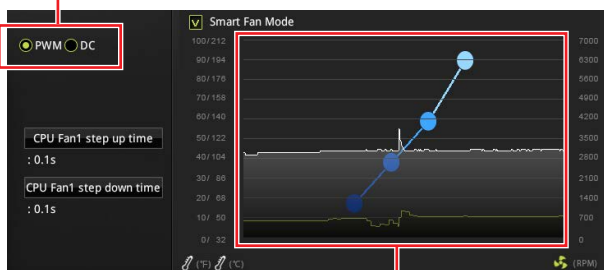 Smart Fan Mode
PWM DC
100/212 7000
90/194 6300
80/176 5600
70/158 4900
60/140 4200
50/122 3500
40/104 2800
30/ 86 2100
20/ 68 1400
10/ 50 700
0/ 32 0
CPU Fan1 step up time
: 0.1s
CPU Fan1 step down time
: 0.1s
(°F) (°C) (RPM)